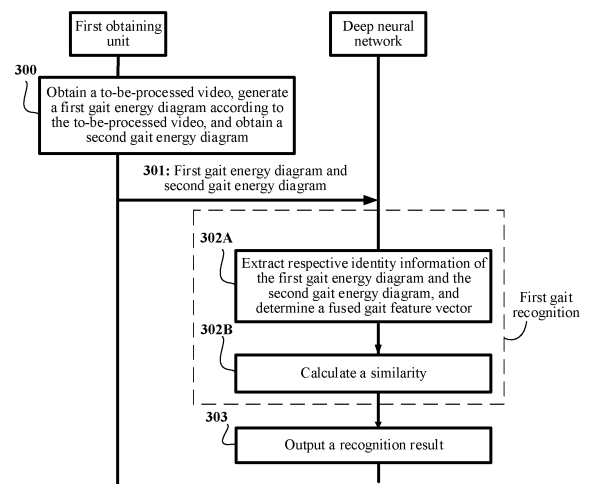 First obtaining
unit
Deep neural
network
300
Obtain a to-be-processed video, generate
a first gait energy diagram according to
the to-be-processed video, and obtain a
second gait energy diagram
301: First gait energy diagram and
second gait energy diagram
302A
Extract respective identity information of
the first gait energy diagram and the
second gait energy diagram, and
determine a fused gait feature vector
First gait
recognition
302B
Calculate a similarity
303
Output a recognition result